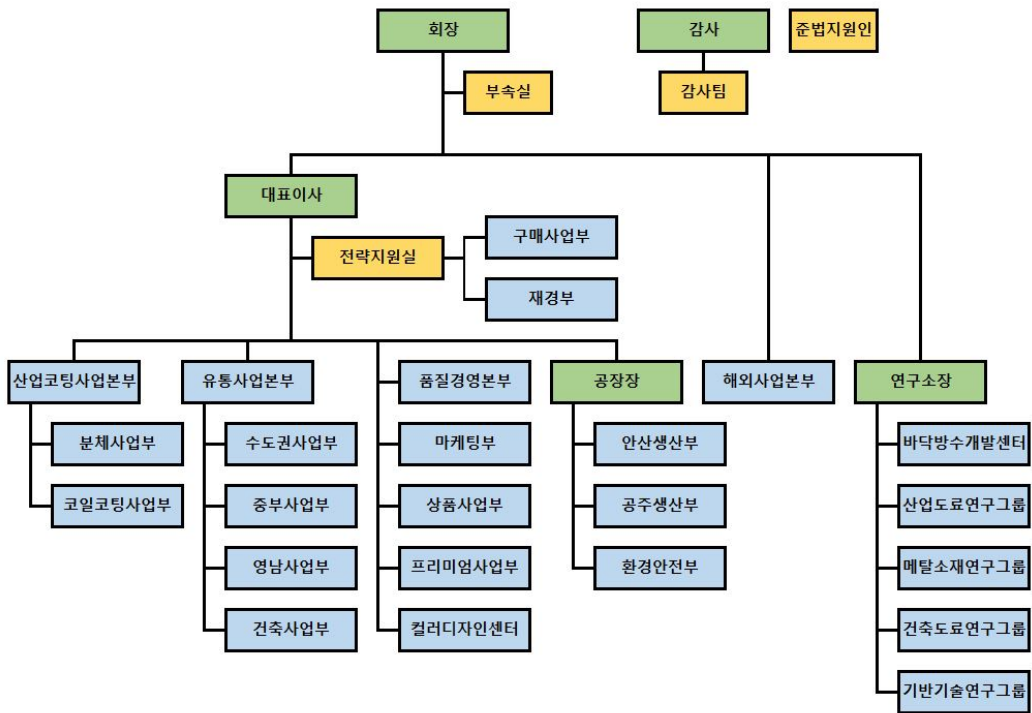 회장
감사
준법지원인
부속실
감사팀
대표이사
구매사업부
전략지원실
재경부
산업코팅사업본부
유통사업본부
품질경영본부
공장장
해외사업본부
연구소장
분체사업부
수도권사업부
마케팅부
안산생산부
바닥방수개발센터
코일코팅사업부
중부사업부
상품사업부
공주생산부
산업도료연구그룹
영남사업부
프리미엄사업부
환경안전부
메탈소재연구그룹
건축사업부
컬러디자인센터
건축도료연구그룹
기반기술연구그룹